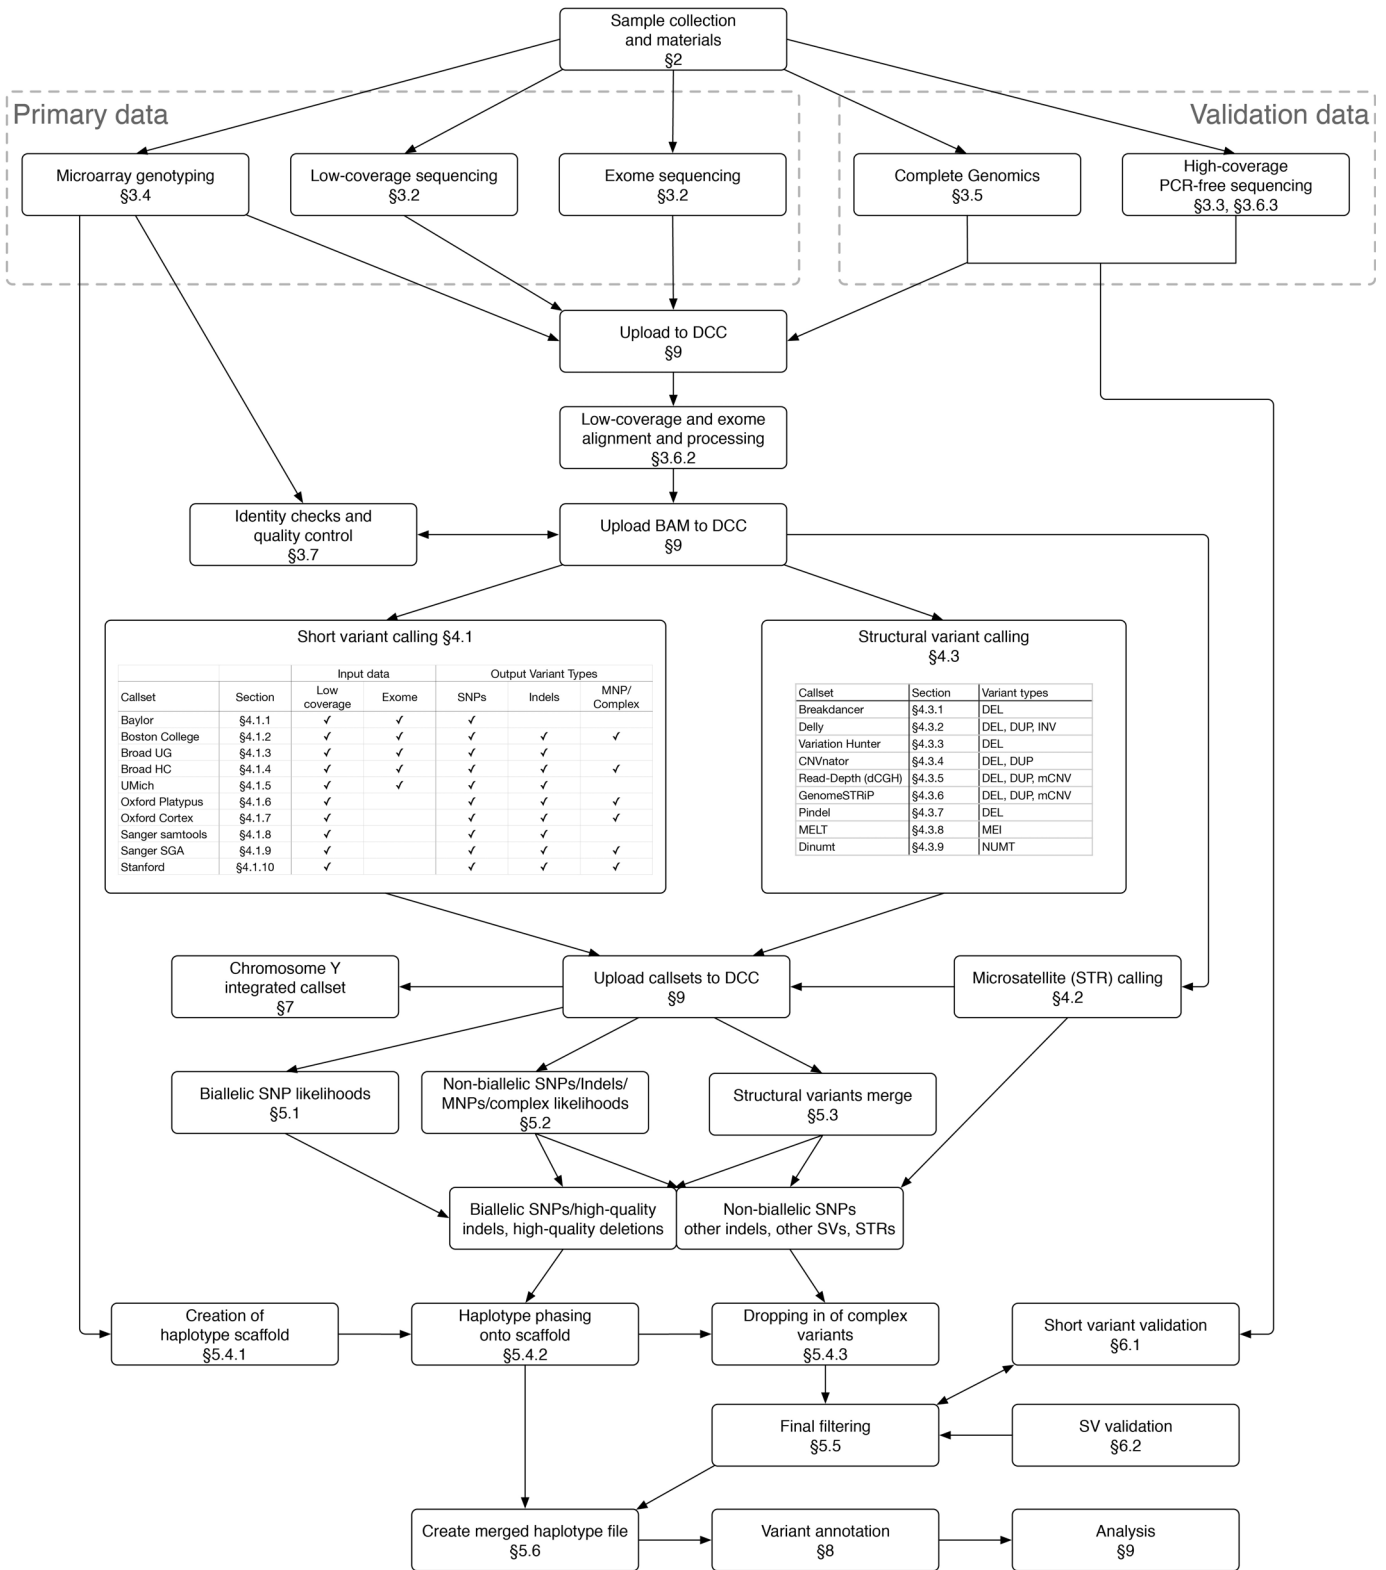 Sample collection
and materials
§2
Primary data
Validation data
Microarray genotyping
§3.4
Low-coverage sequencing
§3.2
Exome sequencing
§3.2
Complete Genomics
§3.5
High-coverage
PCR-free sequencing
§3.3, §3.6.3
Upload to DCC
§9
Low-coverage and exome
alignment and processing
§3.6.2
Identity checks and
quality control
§3.7
Upload BAM to DCC
§9
Short variant calling §4.1
Input data Output Variant Types
Callset Section Low coverage Exome SNPs Indels MNP/ Complex
Baylor §4.1.1 ✓ ✓ ✓
Boston College §4.1.2 ✓ ✓ ✓ ✓ ✓
Broad UG §4.1.3 ✓ ✓ ✓ ✓
Broad HC §4.1.4 ✓ ✓ ✓ ✓ ✓
UMich §4.1.5 ✓ ✓ ✓ ✓
Oxford Platypus §4.1.6 ✓ ✓ ✓ ✓
Oxford Cortex §4.1.7 ✓ ✓ ✓ ✓
Sanger samtools §4.1.8 ✓ ✓ ✓
Sanger SGA §4.1.9 ✓ ✓ ✓ ✓
Stanford §4.1.10 ✓ ✓ ✓ ✓
Structural variant calling
§4.3
Callset Section Variant types
Breakdancer §4.3.1 DEL
Delly §4.3.2 DEL, DUP, INV
Variation Hunter §4.3.3 DEL
CNVnator §4.3.4 DEL, DUP
Read-Depth (dCGH) §4.3.5 DEL, DUP, mCNV
GenomeSTRiP §4.3.6 DEL, DUP, mCNV
Pindel §4.3.7 DEL
MELT §4.3.8 MEI
Dinumt §4.3.9 NUMT
Chromosome Y
integrated callset
§7
Upload callsets to DCC
§9
Microsatellite (STR) calling
§4.2
Biallelic SNP likelihoods
§5.1
Non-biallelic SNPs/Indels/
MNPs/complex likelihoods
§5.2
Structural variants merge
§5.3
Biallelic SNPs/high-quality
indels, high-quality deletions
Non-biallelic SNPs
other indels, other SVs, STRs
Creation of
haplotype scaffold
§5.4.1
Haplotype phasing
onto scaffold
§5.4.2
Dropping in of complex
variants
§5.4.3
Short variant validation
§6.1
Final filtering
§5.5
SV validation
§6.2
Create merged haplotype file
§5.6
Variant annotation
§8
Analysis
§9